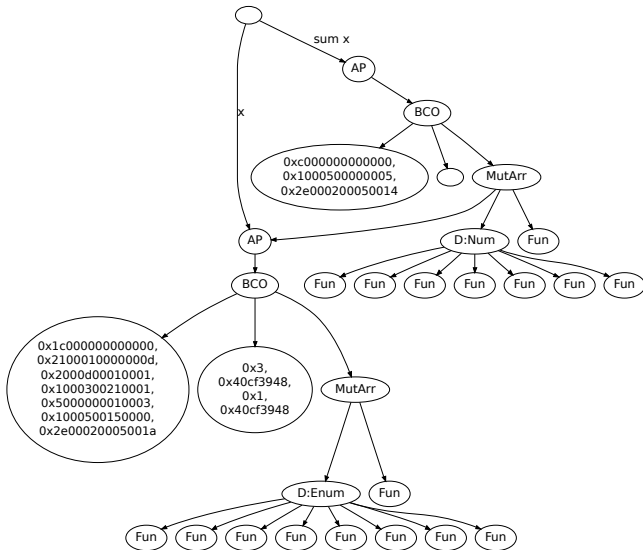 sum x
AP
BCO
x
0xc000000000000,
0x1000500000005,
0x2e000200050014
MutArr
AP
D:Num
Fun
BCO
Fun
Fun
Fun
Fun
Fun
Fun
Fun
0x1c000000000000,
0x2100010000000d,
0x2000d00010001,
0x1000300210001,
0x5000000010003,
0x1000500150000,
0x2e00020005001a
0x3,
0x40cf3948,
0x1,
0x40cf3948
MutArr
D:Enum
Fun
Fun
Fun
Fun
Fun
Fun
Fun
Fun
Fun